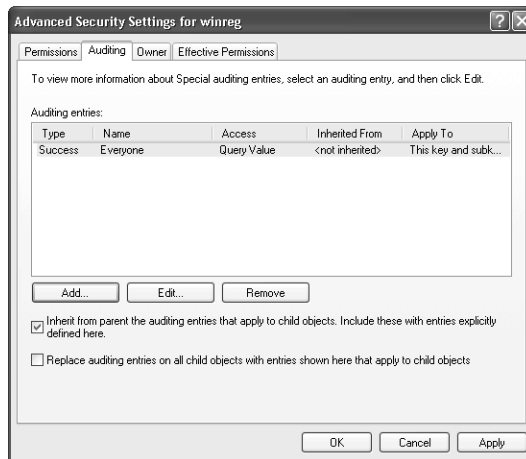 Advanced Security Settings for winreg
Permissions Auditing Owner Effective Permissions
To view more information about Special auditing entries, select an auditing entry, and then click Edit.
Auditing entries:
Type Name Access Inherited From Apply To
Success Everyone Query Value <not inherited> This key and subk...
Add... Edit... Remove
Inherit from parent the auditing entries that apply to child objects. Include these with entries explicitly
defined here.
Replace auditing entries on all child objects with entries shown here that apply to child objects
OK Cancel Apply